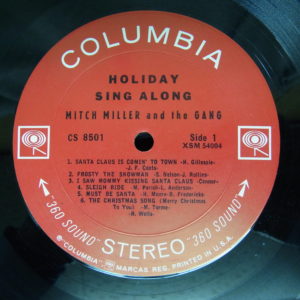 COLUMBIA
HOLIDAY
SING ALONG
MITCH MILLER and the GANG
CS 8501
Side 1
XSM 54004
1. SANTA CLAUS IS COMIN' TO TOWN -H. Gillespie-
J. F. Coots
2. FROSTY THE SNOWMAN -S. Nelson-J. Rollins-
3. I SAW MOMMY KISSING SANTA CLAUS -Connor-
4. SLEIGH RIDE -M. Parish-L. Anderson-
5. MUST BE SANTA -H. Moore-B. Fredericks-
6. THE CHRISTMAS SONG (Merry Christmas
To You) -M. Torme-
R. Wells-
"360 SOUND" STEREO "360 SOUND"
® "COLUMBIA", MARCAS REG. PRINTED IN U.S.A.